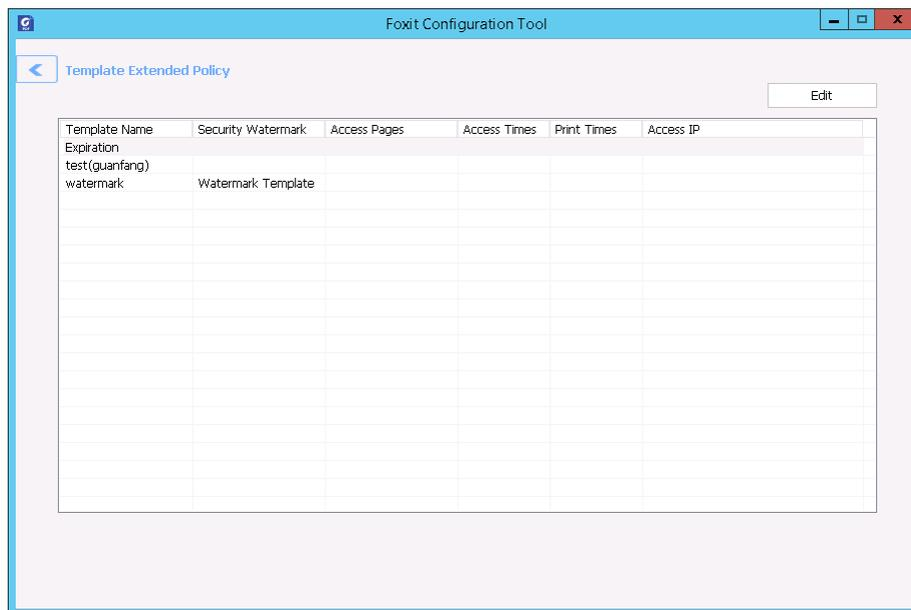 Foxit Configuration Tool
Template Extended Policy
Edit
Template Name Security Watermark Access Pages Access Times Print Times Access IP
Expiration
test(guanfang)
watermark Watermark Template